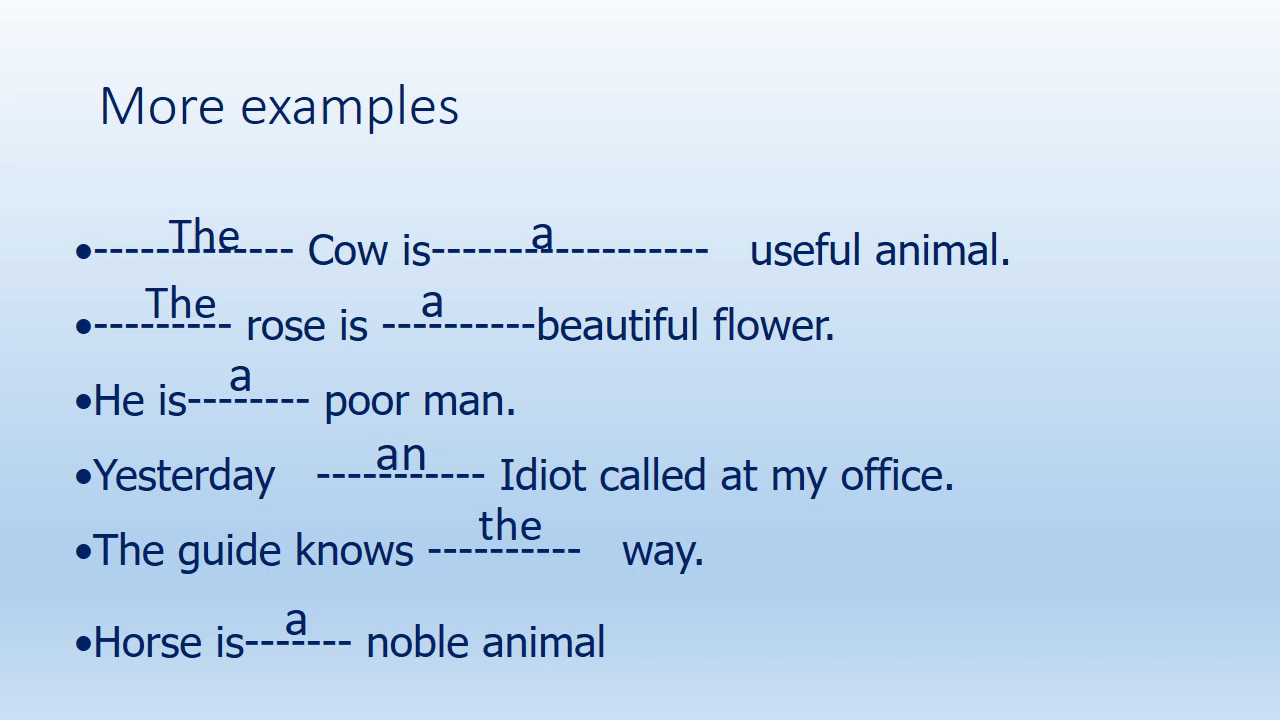 More examples
•------The------- Cow is-------a----------- useful animal.
•---The------ rose is ---a-------beautiful flower.
•He is---a----- poor man.
•Yesterday ----an------- Idiot called at my office.
•The guide knows ---the------- way.
•Horse is---a---- noble animal